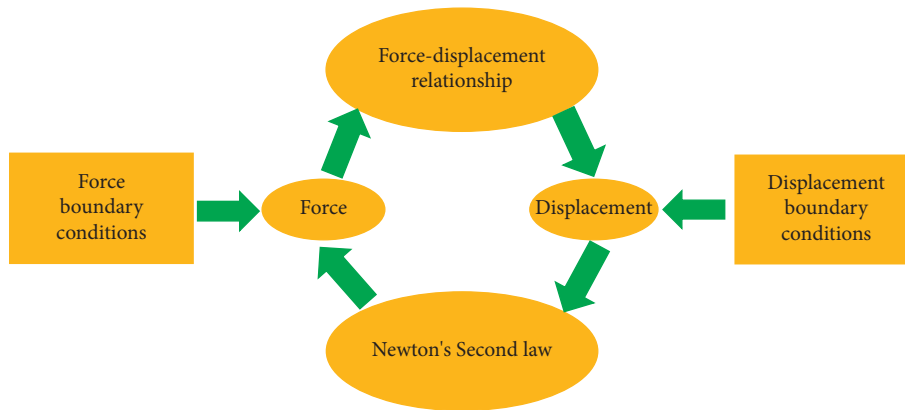 Force-displacement
relationship
Force
boundary
conditions
Force
Displacement
Displacement
boundary
conditions
Newton's Second law